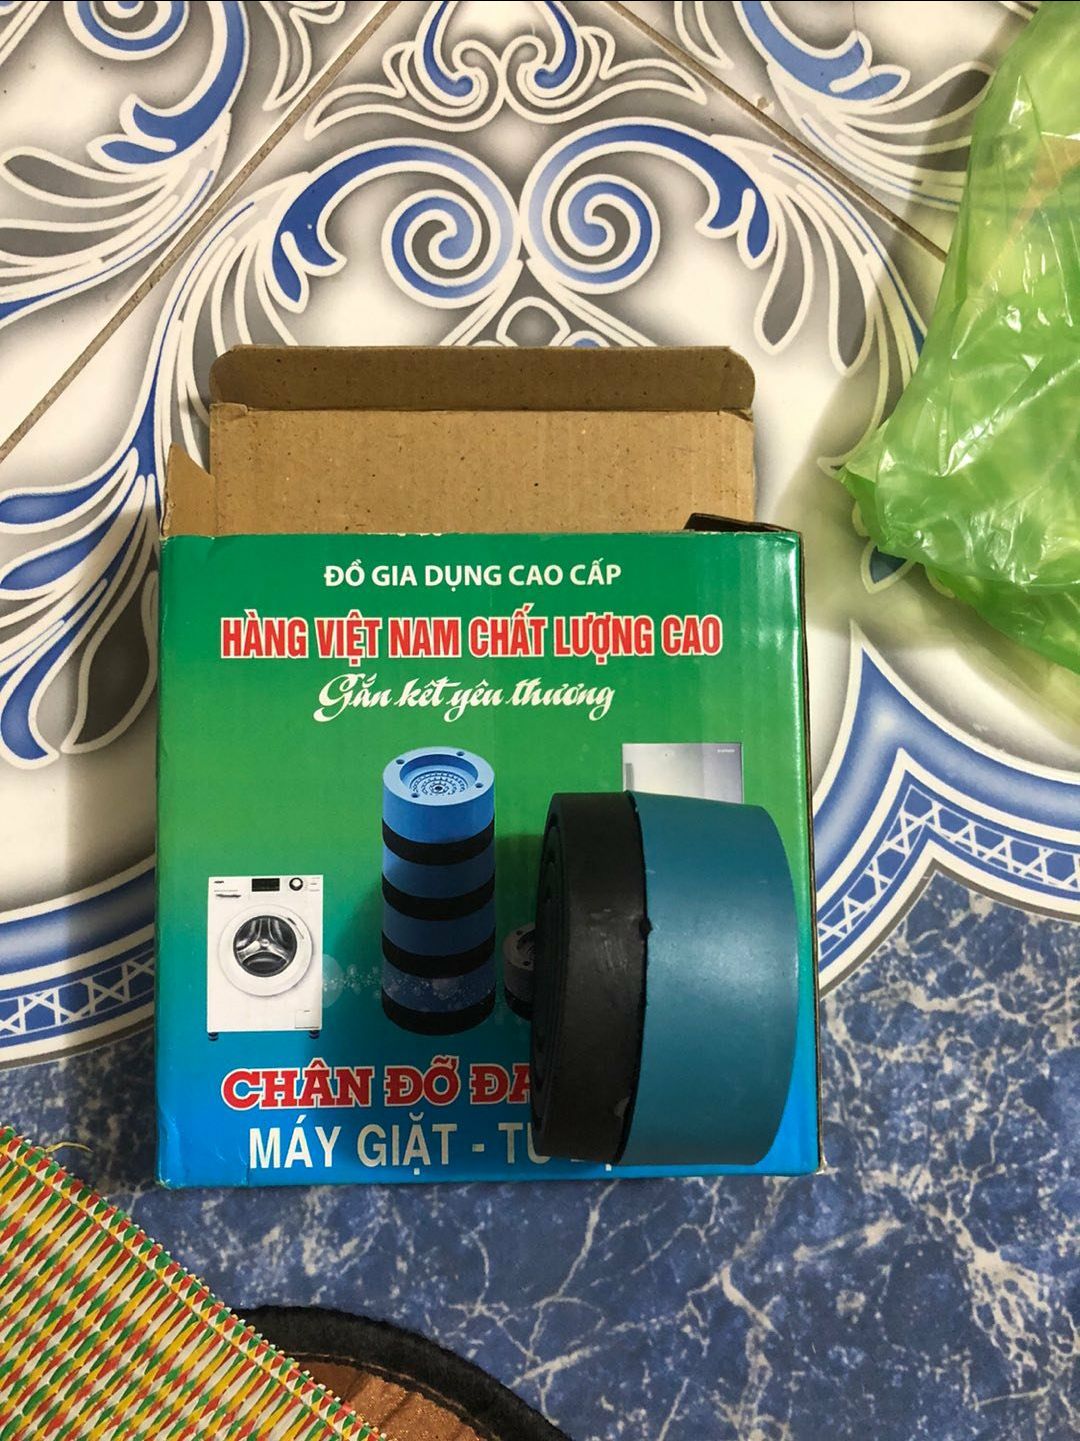 ĐỒ GIA DỤNG CAO CẤP
HÀNG VIỆT NAM CHẤT LƯỢNG CAO
Gắn kết yêu thương
CHÂN ĐỠ ĐA
MÁY GIẶT - TỦ